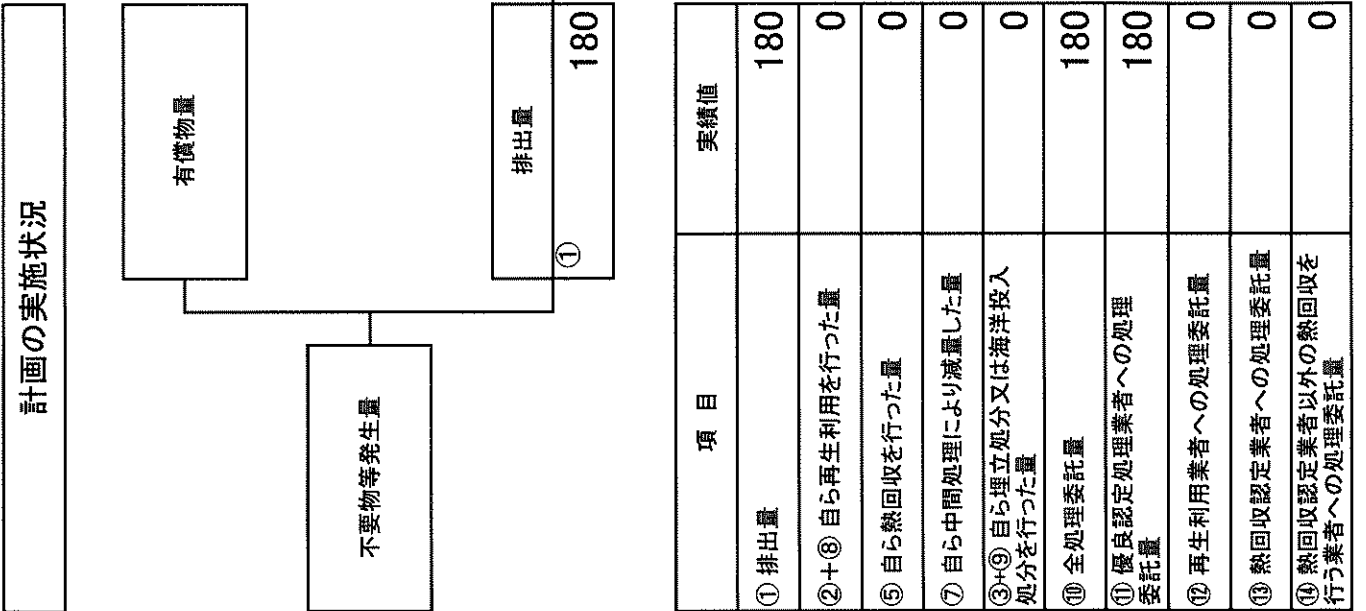 計画の実施状況
有償物量
不要物等発生量
排出量
①
180
項 目
実績値
① 排出量
180
②+⑧ 自ら再生利用を行った量
0
⑤ 自ら熱回収を行った量
0
⑦ 自ら中間処理により減量した量
0
③+⑨ 自ら埋立処分又は海洋投入
処分を行った量
0
⑩ 全処理委託量
180
⑪ 優良認定処理業者への処理
委託量
180
⑫ 再生利用業者への処理委託量
0
⑬ 熱回収認定業者への処理委託量
0
⑭ 熱回収認定業者以外の熱回収を
行う業者への処理委託量
0